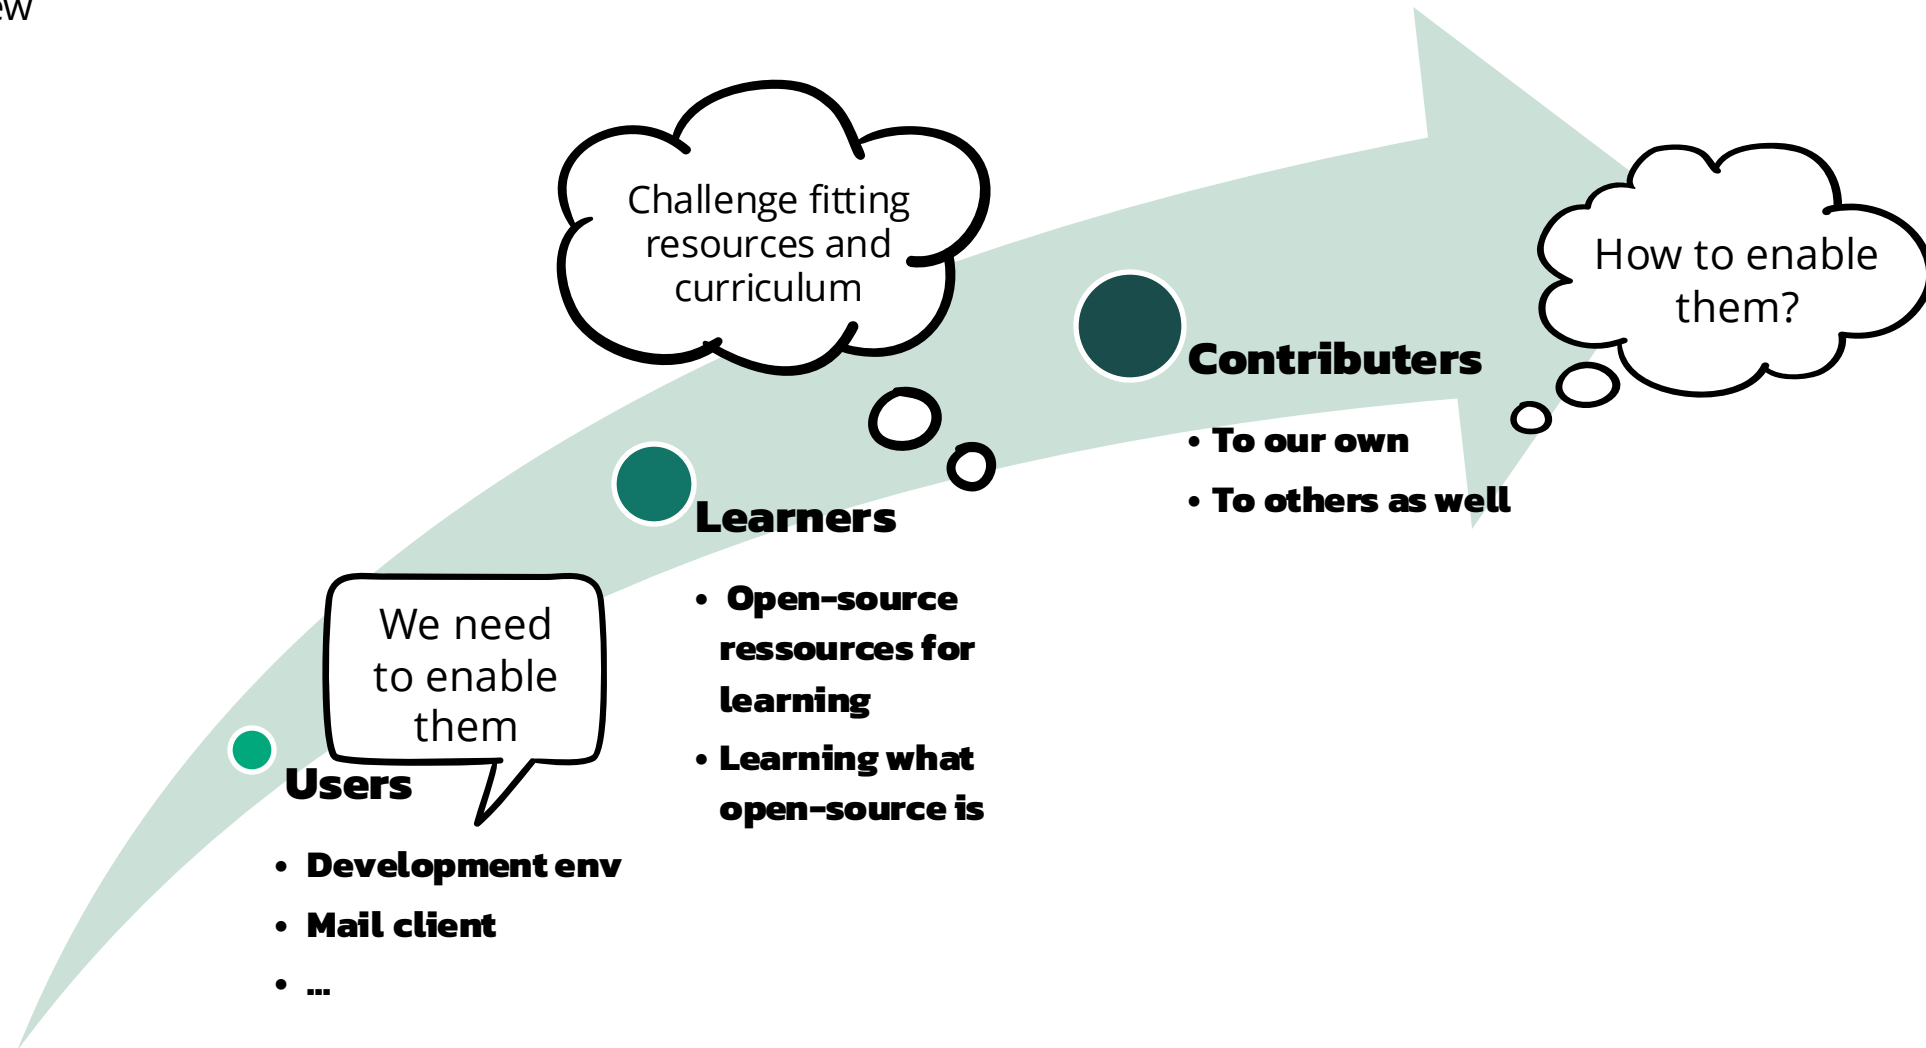 Challenge fitting
resources and
curriculum
How to enable
them?
Contributers
• To our own
• To others as well
Learners
• Open-source
ressources for
learning
• Learning what
open-source is
We need
to enable
them
Users
• Development env
• Mail client
• ...